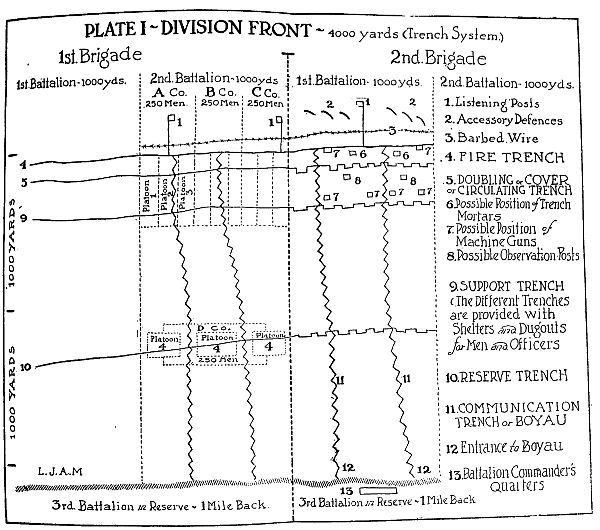 PLATE I ~ DIVISION FRONT ~ 4000 yards (Trench System.)
1st. Brigade
2nd. Brigade
1st. Battalion - 1000 yds.
2nd. Battalion - 1000 yds
1st. Battalion - 1000 yds.
2nd. Battalion - 1000 yds.
A Co. B Co. C Co.
250 Men. 250 Men 250 Men.
1
1
2
1
2
3
4
5
9
10
6
7
8
7
6
7
8
7
7
Platoon 1
Platoon 2
Platoon 3
1000 YARDS
1000 YARDS
D Co.
Platoon 4
Platoon 4
Co. 4
250 Men
11
11
12
12
13
L.J.A.M
3rd. Battalion in Reserve - 1 Mile Back.
3rd Battalion in Reserve - 1 Mile Back
1. Listening Posts
2. Accessory Defences
3. Barbed Wire
4. FIRE TRENCH
5. DOUBLING or COVER
or CIRCULATING TRENCH
6. Possible Position of Trench
Mortars
7. Possible Position of
Machine Guns
8. Possible Observation Posts
9. SUPPORT TRENCH
(The Different Trenches
are provided with
Shelters and Dugouts
for Men and Officers
10. RESERVE TRENCH
11. COMMUNICATION
TRENCH or BOYAU
12 Entrance to Boyau
13. Battalion Commander's
Quarters